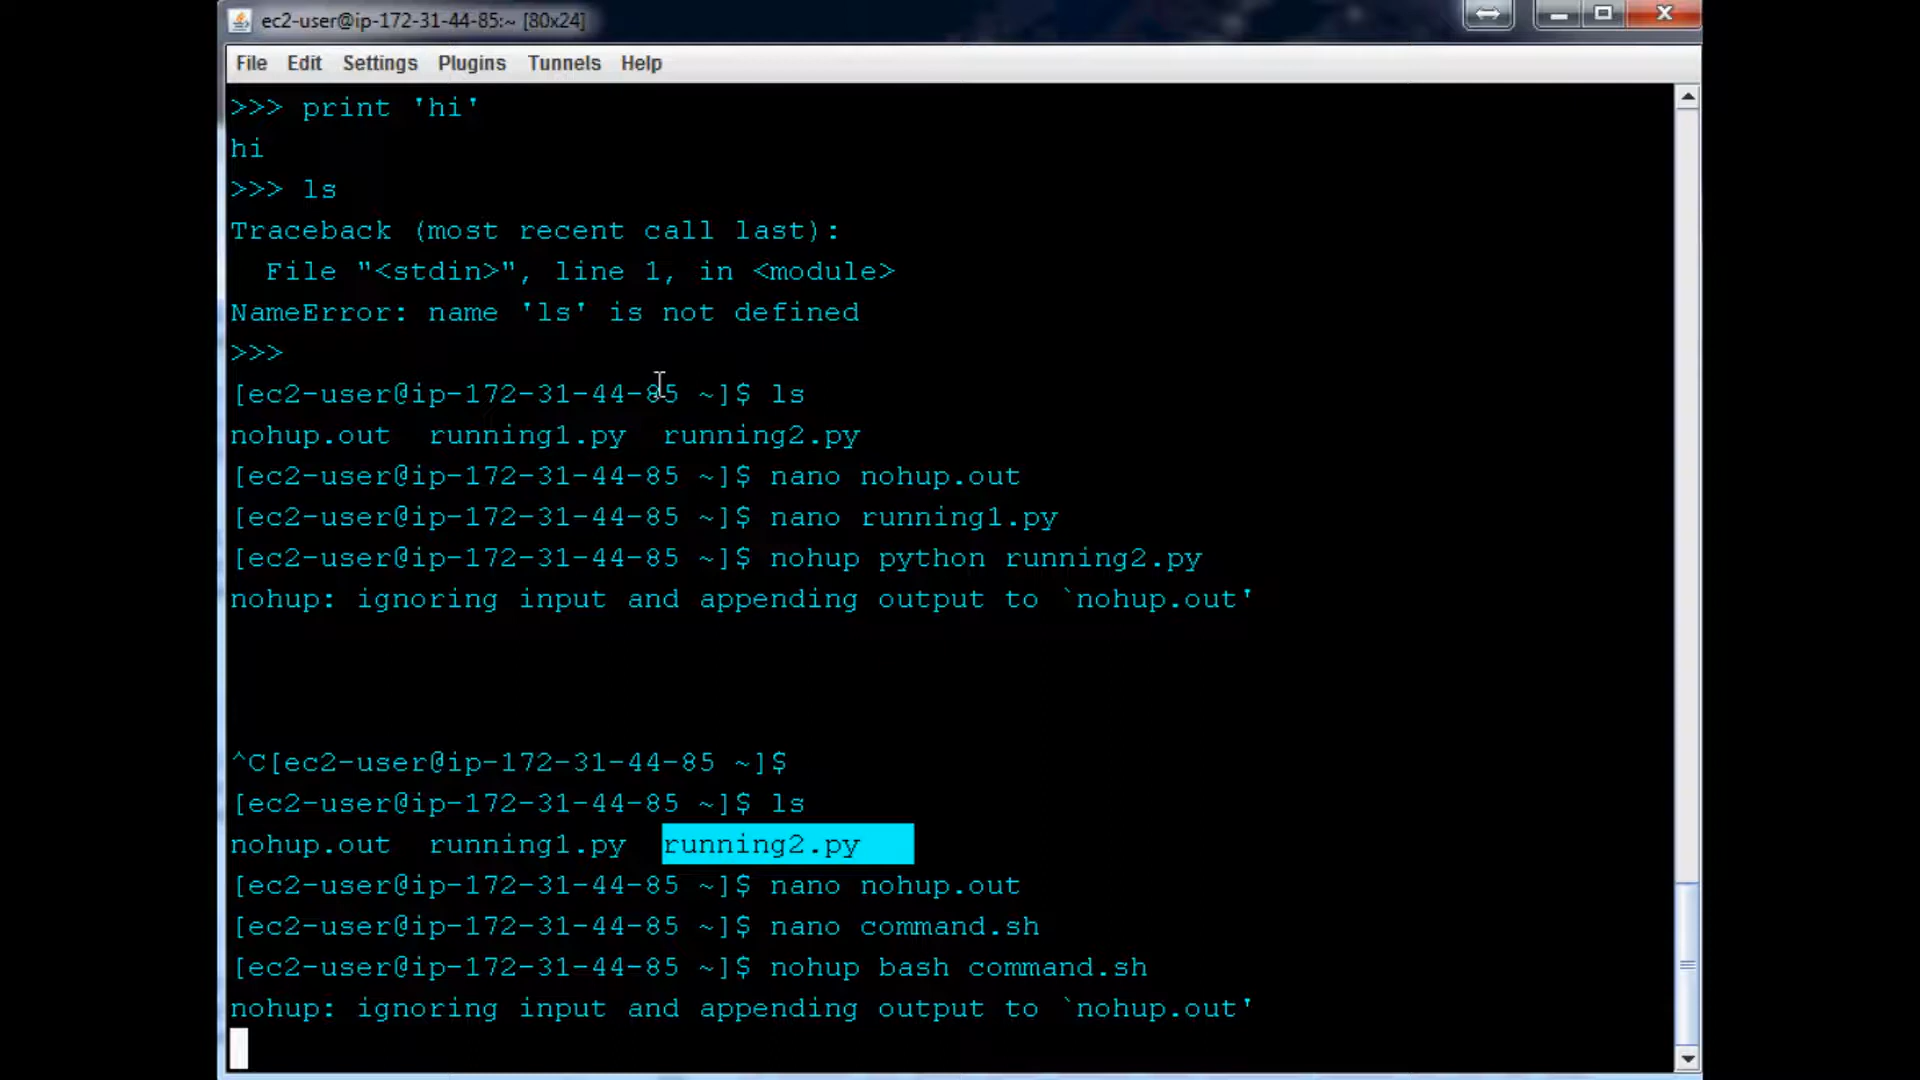 ec2-user@ip-172-31-44-85:~ [80x24]
File Edit Settings Plugins Tunnels Help
>>> print 'hi'
hi
>>> ls
Traceback (most recent call last):
  File "<stdin>", line 1, in <module>
NameError: name 'ls' is not defined
>>>
[ec2-user@ip-172-31-44-85 ~]$ ls
nohup.out  running1.py  running2.py
[ec2-user@ip-172-31-44-85 ~]$ nano nohup.out
[ec2-user@ip-172-31-44-85 ~]$ nano running1.py
[ec2-user@ip-172-31-44-85 ~]$ nohup python running2.py
nohup: ignoring input and appending output to `nohup.out'
^C[ec2-user@ip-172-31-44-85 ~]$
[ec2-user@ip-172-31-44-85 ~]$ ls
nohup.out  running1.py  running2.py
[ec2-user@ip-172-31-44-85 ~]$ nano nohup.out
[ec2-user@ip-172-31-44-85 ~]$ nano command.sh
[ec2-user@ip-172-31-44-85 ~]$ nohup bash command.sh
nohup: ignoring input and appending output to `nohup.out'